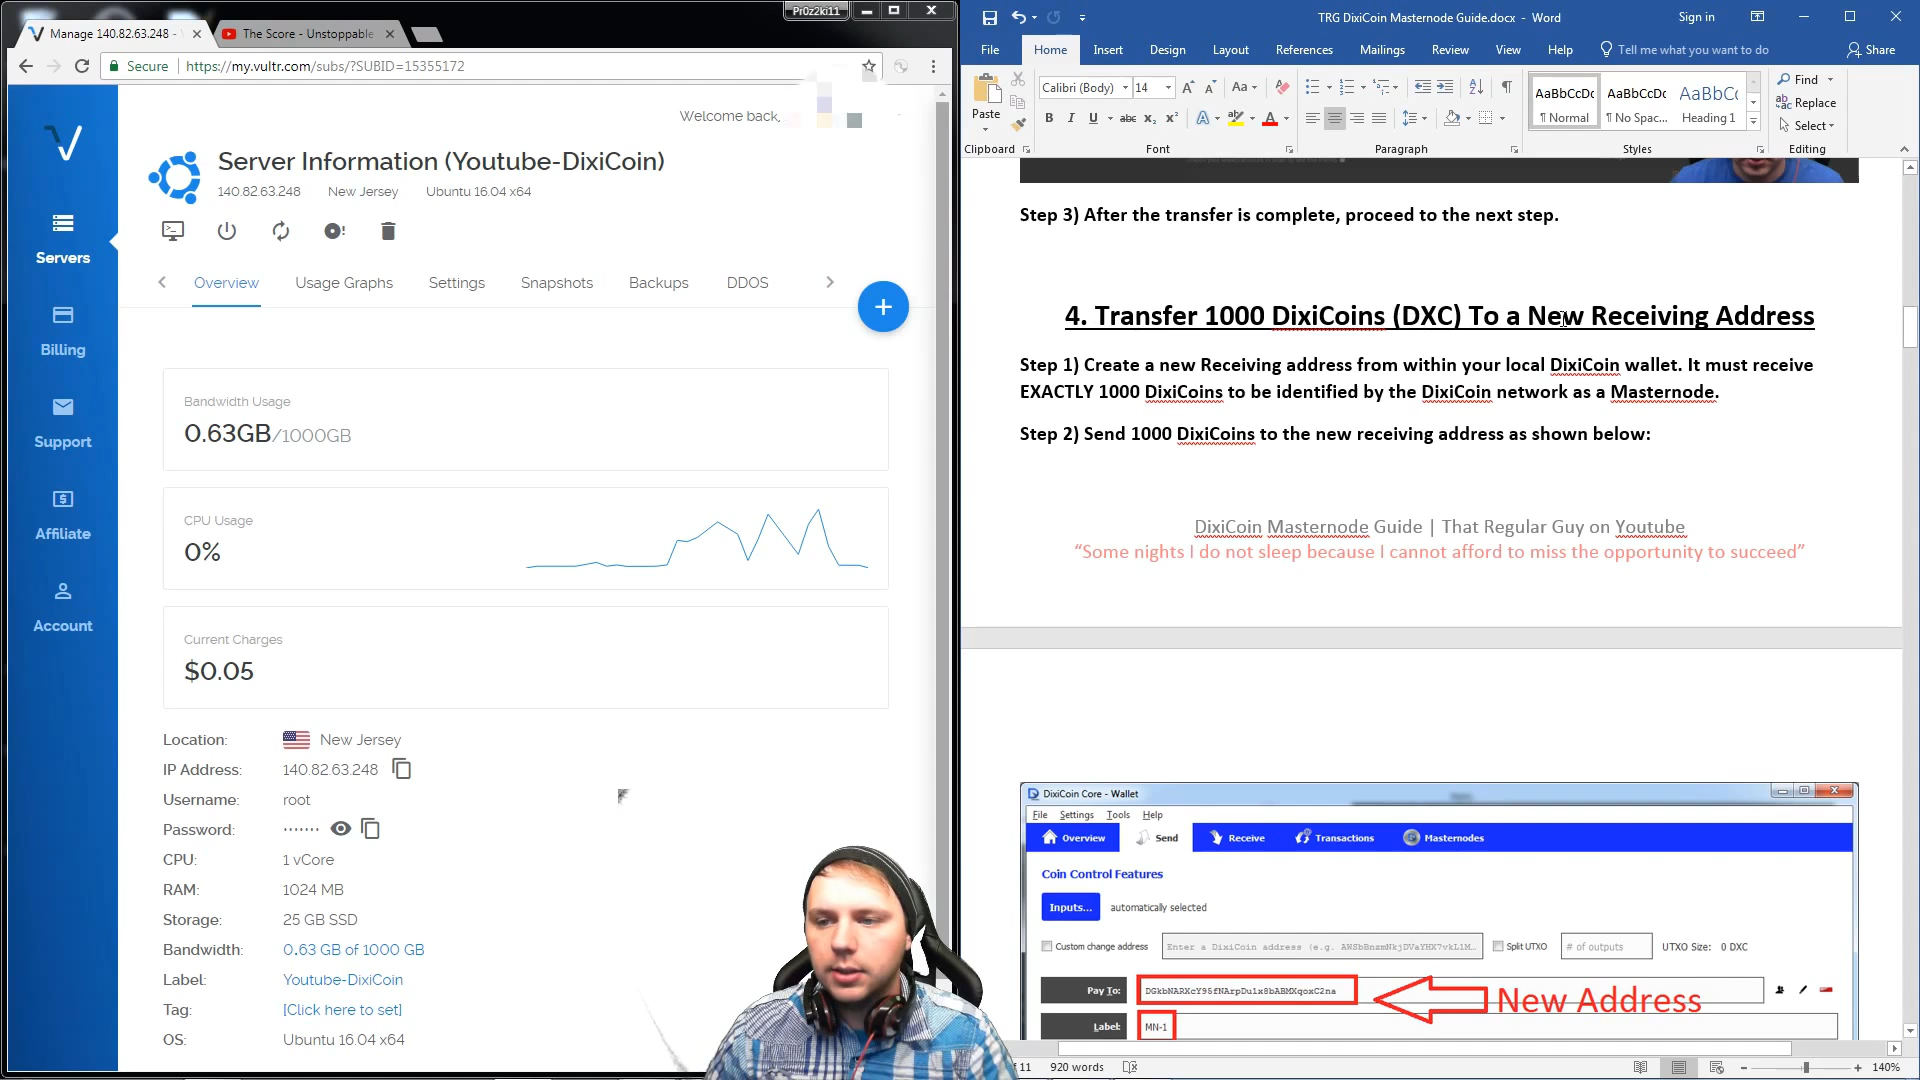 Pr0z2ki11
Manage 140.82.63.248 -
The Score - Unstoppable
Secure
https://my.vultr.com/subs/?SUBID=15355172
Welcome back,
Server Information (Youtube-DixiCoin)
140.82.63.248 New Jersey Ubuntu 16.04 x64
Servers
Billing
Support
Affiliate
Account
Overview Usage Graphs Settings Snapshots Backups DDOS
Bandwidth Usage
0.63GB/1000GB
CPU Usage
0%
Current Charges
$0.05
Location: New Jersey
IP Address: 140.82.63.248
Username: root
Password: .......
CPU: 1 vCore
RAM: 1024 MB
Storage: 25 GB SSD
Bandwidth: 0.63 GB of 1000 GB
Label: Youtube-DixiCoin
Tag: [Click here to set]
OS: Ubuntu 16.04 x64
TRG DixiCoin Masternode Guide.docx - Word
Sign in
File Home Insert Design Layout References Mailings Review View Help Tell me what you want to do Share
Paste
Calibri (Body) 14
AaBbCcDc AaBbCcDc AaBbCc
¶ Normal ¶ No Spac... Heading 1
Find
Replace
Select
Clipboard Font Paragraph Styles Editing
Step 3) After the transfer is complete, proceed to the next step.
4. Transfer 1000 DixiCoins (DXC) To a New Receiving Address
Step 1) Create a new Receiving address from within your local DixiCoin wallet. It must receive
EXACTLY 1000 DixiCoins to be identified by the DixiCoin network as a Masternode.
Step 2) Send 1000 DixiCoins to the new receiving address as shown below:
DixiCoin Masternode Guide | That Regular Guy on Youtube
“Some nights I do not sleep because I cannot afford to miss the opportunity to succeed”
DixiCoin Core - Wallet
File Settings Tools Help
Overview Send Receive Transactions Masternodes
Coin Control Features
Inputs... automatically selected
Custom change address
Split UTXO # of outputs UTXO Size: 0 DXC
Pay To:
New Address
Label: MN-1
11 920 words 140%